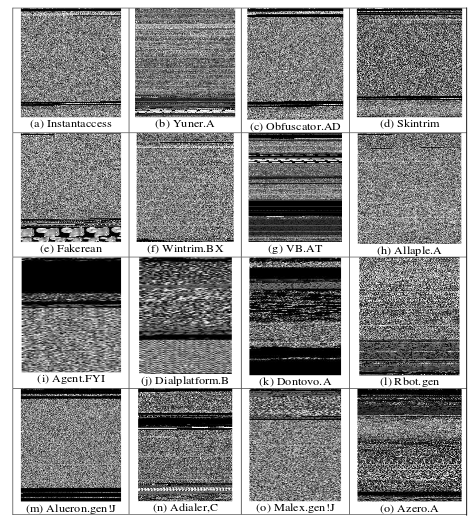 (a) Instantaccess
(b) Yuner.A
(c) Obfuscator.AD
(d) Skintrim
(e) Fakerean
(f) Wintrim.BX
(g) VB.AT
(h) Allaple.A
(i) Agent.FYI
(j) Dialplatform.B
(k) Dontovo.A
(l) Rbot.gen
(m) Alueron.gen!J
(n) Adialer,C
(o) Malex.gen!J
(o) Azero.A